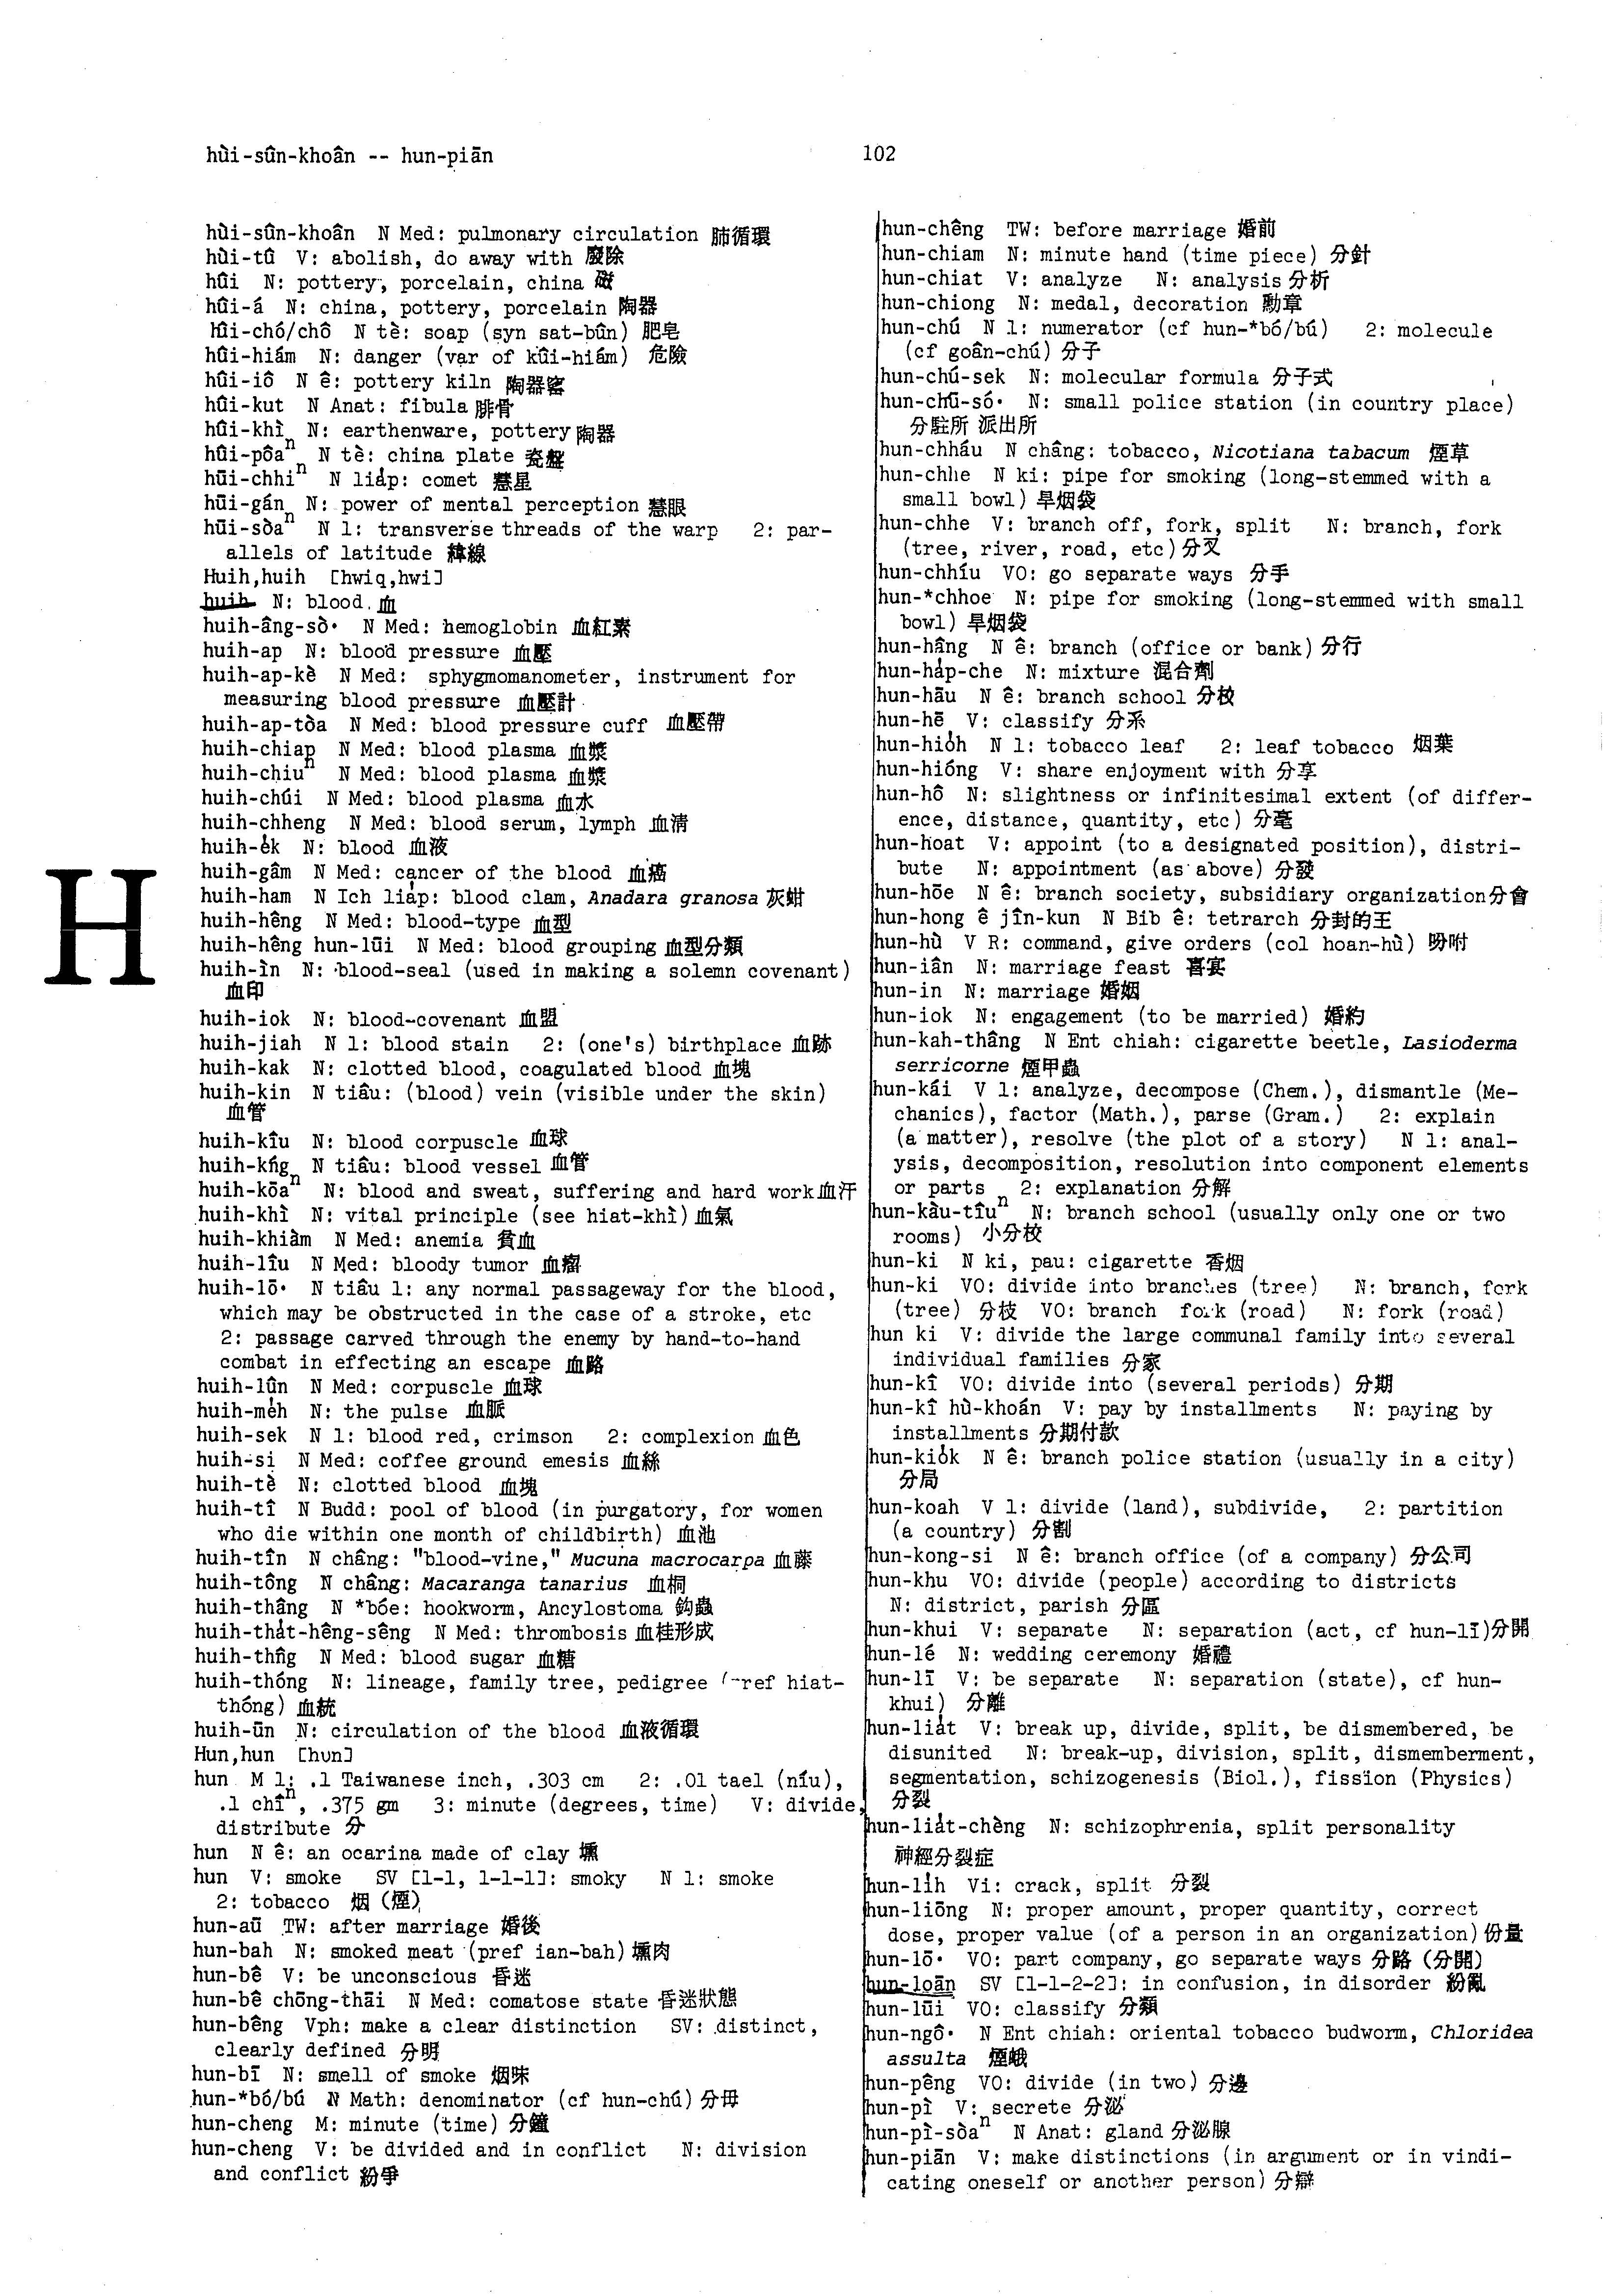 hùi-sûn-khoân -- hun-piān
102
hùi-sûn-khoân N Med: pulmonary circulation 肺循環
hùi-tû V: abolish, do away with 廢除
hûi N: pottery, porcelain, china 磁
hûi-á N: china, pottery, porcelain 陶器
hûi-chó/chô N tè: soap (syn sat-bûn) 肥皂
hûi-hiám N: danger (var of kûi-hiám) 危險
hûi-iô N ê: pottery kiln 陶器窰
hûi-kut N Anat: fibula 腓骨
hûi-khì N: earthenware, pottery 陶器
hûi-pôaⁿ N tè: china plate 瓷盤
hūi-chhiⁿ N lia̍p: comet 慧星
hūi-gán N: power of mental perception 慧眼
hūi-sòaⁿ N 1: transverse threads of the warp 2: par-
allels of latitude 緯線
Huih,huih [hwiq,hwi]
huih N: blood 血
huih-âng-sò· N Med: hemoglobin 血紅素
huih-ap N: blood pressure 血壓
huih-ap-kè N Med: sphygmomanometer, instrument for
measuring blood pressure 血壓計
huih-ap-tòa N Med: blood pressure cuff 血壓帶
huih-chiap N Med: blood plasma 血漿
huih-chiuⁿ N Med: blood plasma 血漿
huih-chúi N Med: blood plasma 血水
huih-chheng N Med: blood serum, lymph 血清
huih-e̍k N: blood 血液
huih-gâm N Med: cancer of the blood 血癌
huih-ham N Ich lia̍p: blood clam, Anadara granosa 灰蚶
huih-hêng N Med: blood-type 血型
huih-hêng hun-lūi N Med: blood grouping 血型分類
huih-ìn N: blood-seal (used in making a solemn covenant)
血印
H
huih-iok N: blood-covenant 血盟
huih-jiah N 1: blood stain 2: (one's) birthplace 血跡
huih-kak N: clotted blood, coagulated blood 血塊
huih-kin N tiâu: (blood) vein (visible under the skin)
血管
huih-kîu N: blood corpuscle 血球
huih-kńg N tiâu: blood vessel 血管
huih-kōaⁿ N: blood and sweat, suffering and hard work 血汗
huih-khì N: vital principle (see hiat-khì) 血氣
huih-khiàm N Med: anemia 貧血
huih-lîu N Med: bloody tumor 血瘤
huih-lō· N tiâu 1: any normal passageway for the blood,
which may be obstructed in the case of a stroke, etc
2: passage carved through the enemy by hand-to-hand
combat in effecting an escape 血路
huih-lûn N Med: corpuscle 血球
huih-me̍h N: the pulse 血脈
huih-sek N 1: blood red, crimson 2: complexion 血色
huih-si N Med: coffee ground emesis 血絲
huih-tè N: clotted blood 血塊
huih-tî N Budd: pool of blood (in purgatory, for women
who die within one month of childbirth) 血池
huih-tîn N châng: "blood-vine," Mucuna macrocarpa 血藤
huih-tông N châng: Macaranga tanarius 血桐
huih-thâng N *bóe: hookworm, Ancylostoma 鈎蟲
huih-tha̍t-hêng-sêng N Med: thrombosis 血桂形成
huih-thn̂g N Med: blood sugar 血糖
huih-thóng N: lineage, family tree, pedigree (pref hiat-
thóng) 血統
huih-ūn N: circulation of the blood 血液循環
Hun,hun [hun]
hun M 1: .1 Taiwanese inch, .303 cm 2: .01 tael (níu),
.1 chîⁿ, .375 gm 3: minute (degrees, time) V: divide,
distribute 分
hun N ê: an ocarina made of clay 壎
hun V: smoke SV [1-1, 1-1-1]: smoky N 1: smoke
2: tobacco 烟 (煙)
hun-aū TW: after marriage 婚後
hun-bah N: smoked meat (pref ian-bah) 壎肉
hun-bê V: be unconscious 昏迷
hun-bê chōng-thāi N Med: comatose state 昏迷狀態
hun-bêng Vph: make a clear distinction SV: distinct,
clearly defined 分明
hun-bī N: smell of smoke 烟味
hun-*bó/bú N Math: denominator (cf hun-chú) 分母
hun-cheng M: minute (time) 分鐘
hun-cheng V: be divided and in conflict N: division
and conflict 紛爭
hun-chêng TW: before marriage 婚前
hun-chiam N: minute hand (time piece) 分針
hun-chiat V: analyze N: analysis 分析
hun-chiong N: medal, decoration 勳章
hun-chú N 1: numerator (cf hun-*bó/bú) 2: molecule
(cf goân-chú) 分子
hun-chú-sek N: molecular formula 分子式
hun-chū-só· N: small police station (in country place)
分駐所 派出所
hun-chháu N châng: tobacco, Nicotiana tabacum 煙草
hun-chhe N ki: pipe for smoking (long-stemmed with a
small bowl) 旱烟袋
hun-chhe V: branch off, fork, split N: branch, fork
(tree, river, road, etc) 分叉
hun-chhíu VO: go separate ways 分手
hun-*chhoe N: pipe for smoking (long-stemmed with small
bowl) 旱烟袋
hun-hâng N ê: branch (office or bank) 分行
hun-ha̍p-che N: mixture 混合劑
hun-hāu N ê: branch school 分校
hun-hē V: classify 分系
hun-hio̍h N 1: tobacco leaf 2: leaf tobacco 烟葉
hun-hióng V: share enjoyment with 分享
hun-hô N: slightness or infinitesimal extent (of differ-
ence, distance, quantity, etc) 分毫
hun-hoat V: appoint (to a designated position), distri-
bute N: appointment (as above) 分發
hun-hōe N ê: branch society, subsidiary organization 分會
hun-hong ê jîn-kun N Bib ê: tetrarch 分封的王
hun-hù V R: command, give orders (col hoan-hù) 吩咐
hun-iân N: marriage feast 喜宴
hun-in N: marriage 婚姻
hun-iok N: engagement (to be married) 婚約
hun-kah-thâng N Ent chiah: cigarette beetle, Lasioderma
serricorne 煙甲蟲
hun-kái V 1: analyze, decompose (Chem.), dismantle (Me-
chanics), factor (Math.), parse (Gram.) 2: explain
(a matter), resolve (the plot of a story) N 1: anal-
ysis, decomposition, resolution into component elements
or parts 2: explanation 分解
hun-kàu-tîuⁿ N: branch school (usually only one or two
rooms) 小分校
hun-ki N ki, pau: cigarette 香烟
hun-ki VO: divide into branches (tree) N: branch, fork
(tree) 分枝 VO: branch fork (road) N: fork (road)
hun ki V: divide the large communal family into several
individual families 分家
hun-kî VO: divide into (several periods) 分期
hun-kî hù-khoán V: pay by installments N: paying by
installments 分期付款
hun-kio̍k N ê: branch police station (usually in a city)
分局
hun-koah V 1: divide (land), subdivide, 2: partition
(a country) 分割
hun-kong-si N ê: branch office (of a company) 分公司
hun-khu VO: divide (people) according to districts
N: district, parish 分區
hun-khui V: separate N: separation (act, cf hun-lī) 分開
hun-lé N: wedding ceremony 婚禮
hun-lī V: be separate N: separation (state), cf hun-
khui) 分離
hun-lia̍t V: break up, divide, split, be dismembered, be
disunited N: break-up, division, split, dismemberment,
segmentation, schizogenesis (Biol.), fission (Physics)
分裂
hun-lia̍t-chèng N: schizophrenia, split personality
神經分裂症
hun-li̍h Vi: crack, split 分裂
hun-liōng N: proper amount, proper quantity, correct
dose, proper value (of a person in an organization) 份量
hun-lō· VO: part company, go separate ways 分路 (分開)
hun-loān SV [1-1-2-2]: in confusion, in disorder 紛亂
hun-lūi VO: classify 分類
hun-ngô· N Ent chiah: oriental tobacco budworm, Chloridea
assulta 煙蛾
hun-pêng VO: divide (in two) 分邊
hun-pì V: secrete 分泌
hun-pì-sòaⁿ N Anat: gland 分泌腺
hun-piān V: make distinctions (in argument or in vindi-
cating oneself or another person) 分辯